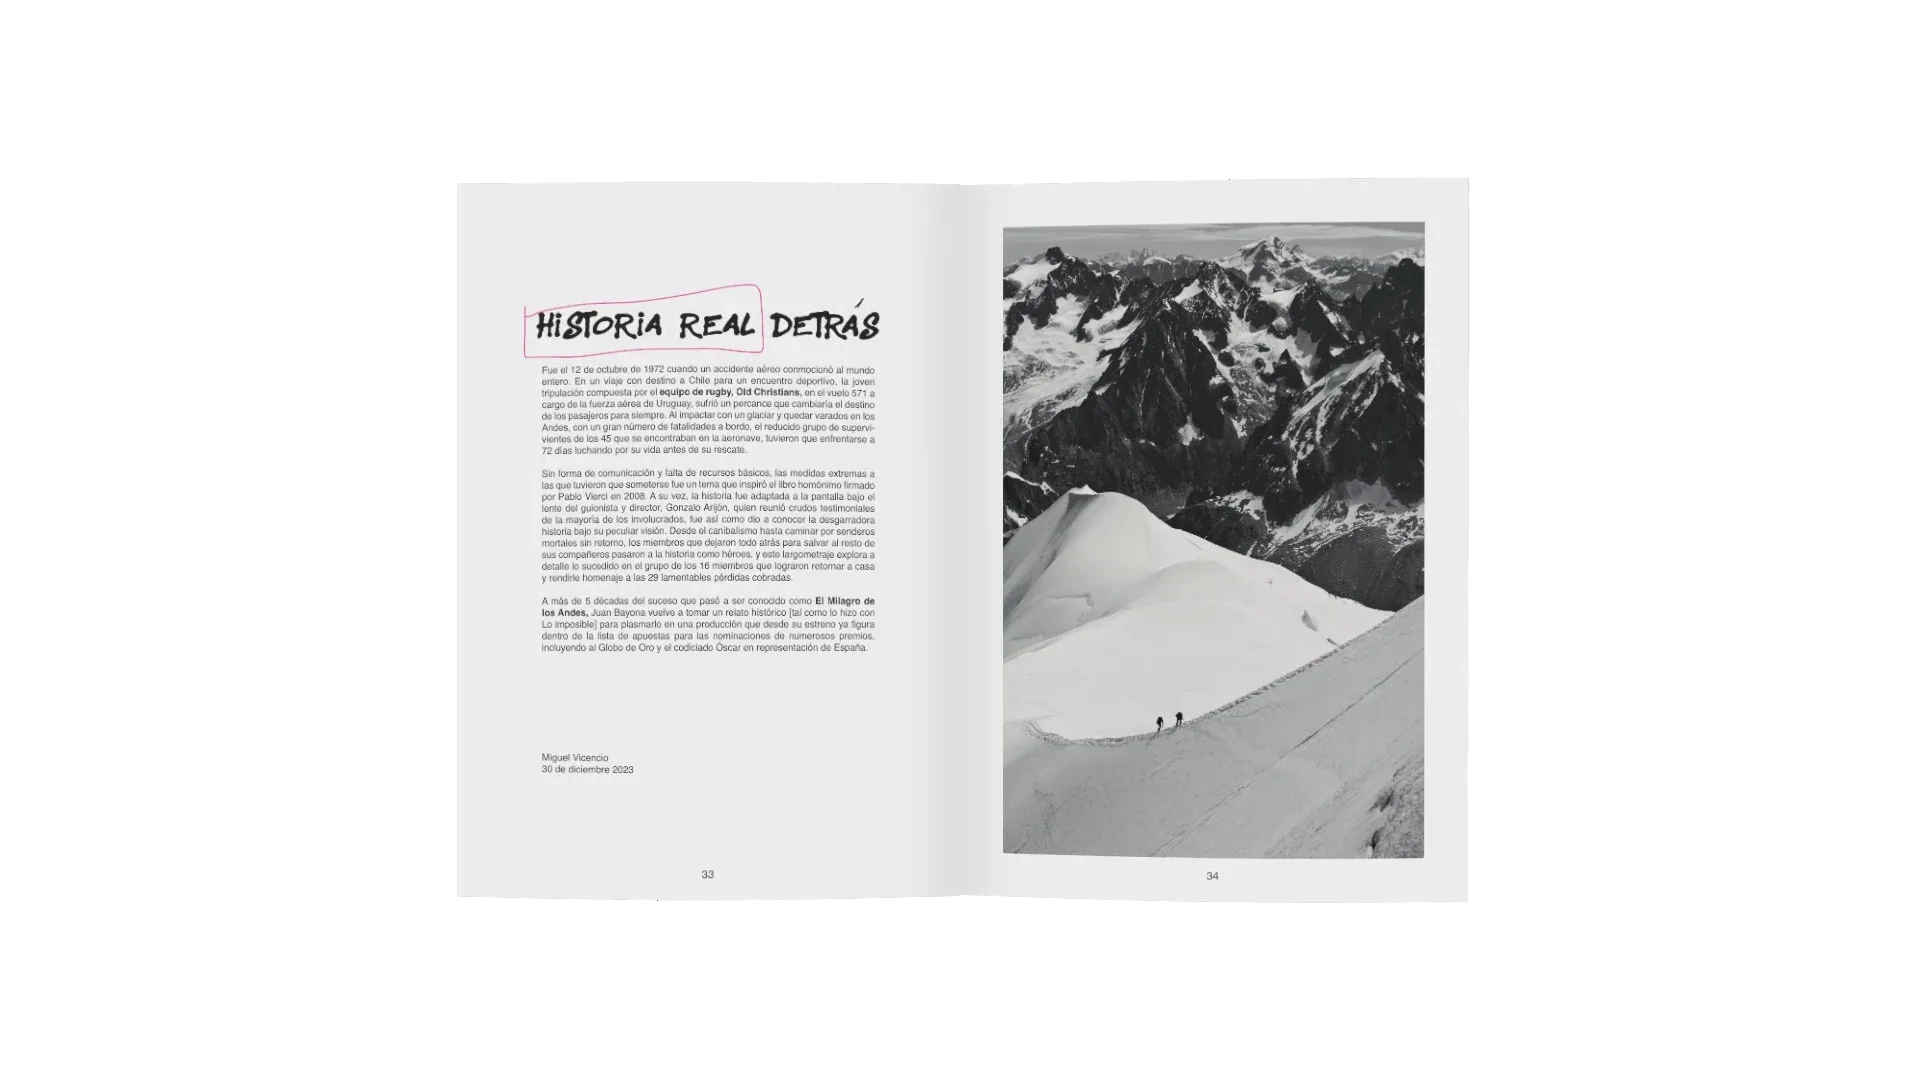 HiSTORiA REAL DETRÁS
Fue el 12 de octubre de 1972 cuando un accidente aéreo conmocionó al mundo
entero. En un viaje con destino a Chile para un encuentro deportivo, la joven
tripulación compuesta por el equipo de rugby, Old Christians, en el vuelo 571 a
cargo de la fuerza aérea de Uruguay, sufrió un percance que cambiaría el destino
de los pasajeros para siempre. Al impactar con un glaciar y quedar varados en los
Andes, con un gran número de fatalidades a bordo, el reducido grupo de supervi-
vientes de los 45 que se encontraban en la aeronave, tuvieron que enfrentarse a
72 días luchando por su vida antes de su rescate.
Sin forma de comunicación y falta de recursos básicos, las medidas extremas a
las que tuvieron que someterse fue un tema que inspiró el libro homónimo firmado
por Pablo Vierci en 2008. A su vez, la historia fue adaptada a la pantalla bajo el
lente del guionista y director, Gonzalo Arijón, quien reunió crudos testimoniales
de la mayoría de los involucrados, fue así como dio a conocer la desgarradora
historia bajo su peculiar visión. Desde el canibalismo hasta caminar por senderos
mortales sin retorno, los miembros que dejaron todo atrás para salvar al resto de
sus compañeros pasaron a la historia como héroes, y este largometraje explora a
detalle lo sucedido en el grupo de los 16 miembros que lograron retornar a casa
y rendirle homenaje a las 29 lamentables pérdidas cobradas.
A más de 5 décadas del suceso que pasó a ser conocido como El Milagro de
los Andes, Juan Bayona vuelve a tomar un relato histórico [tal como lo hizo con
Lo imposible] para plasmarlo en una producción que desde su estreno ya figura
dentro de la lista de apuestas para las nominaciones de numerosos premios,
incluyendo al Globo de Oro y el codiciado Óscar en representación de España.
Miguel Vicencio
30 de diciembre 2023
33
34